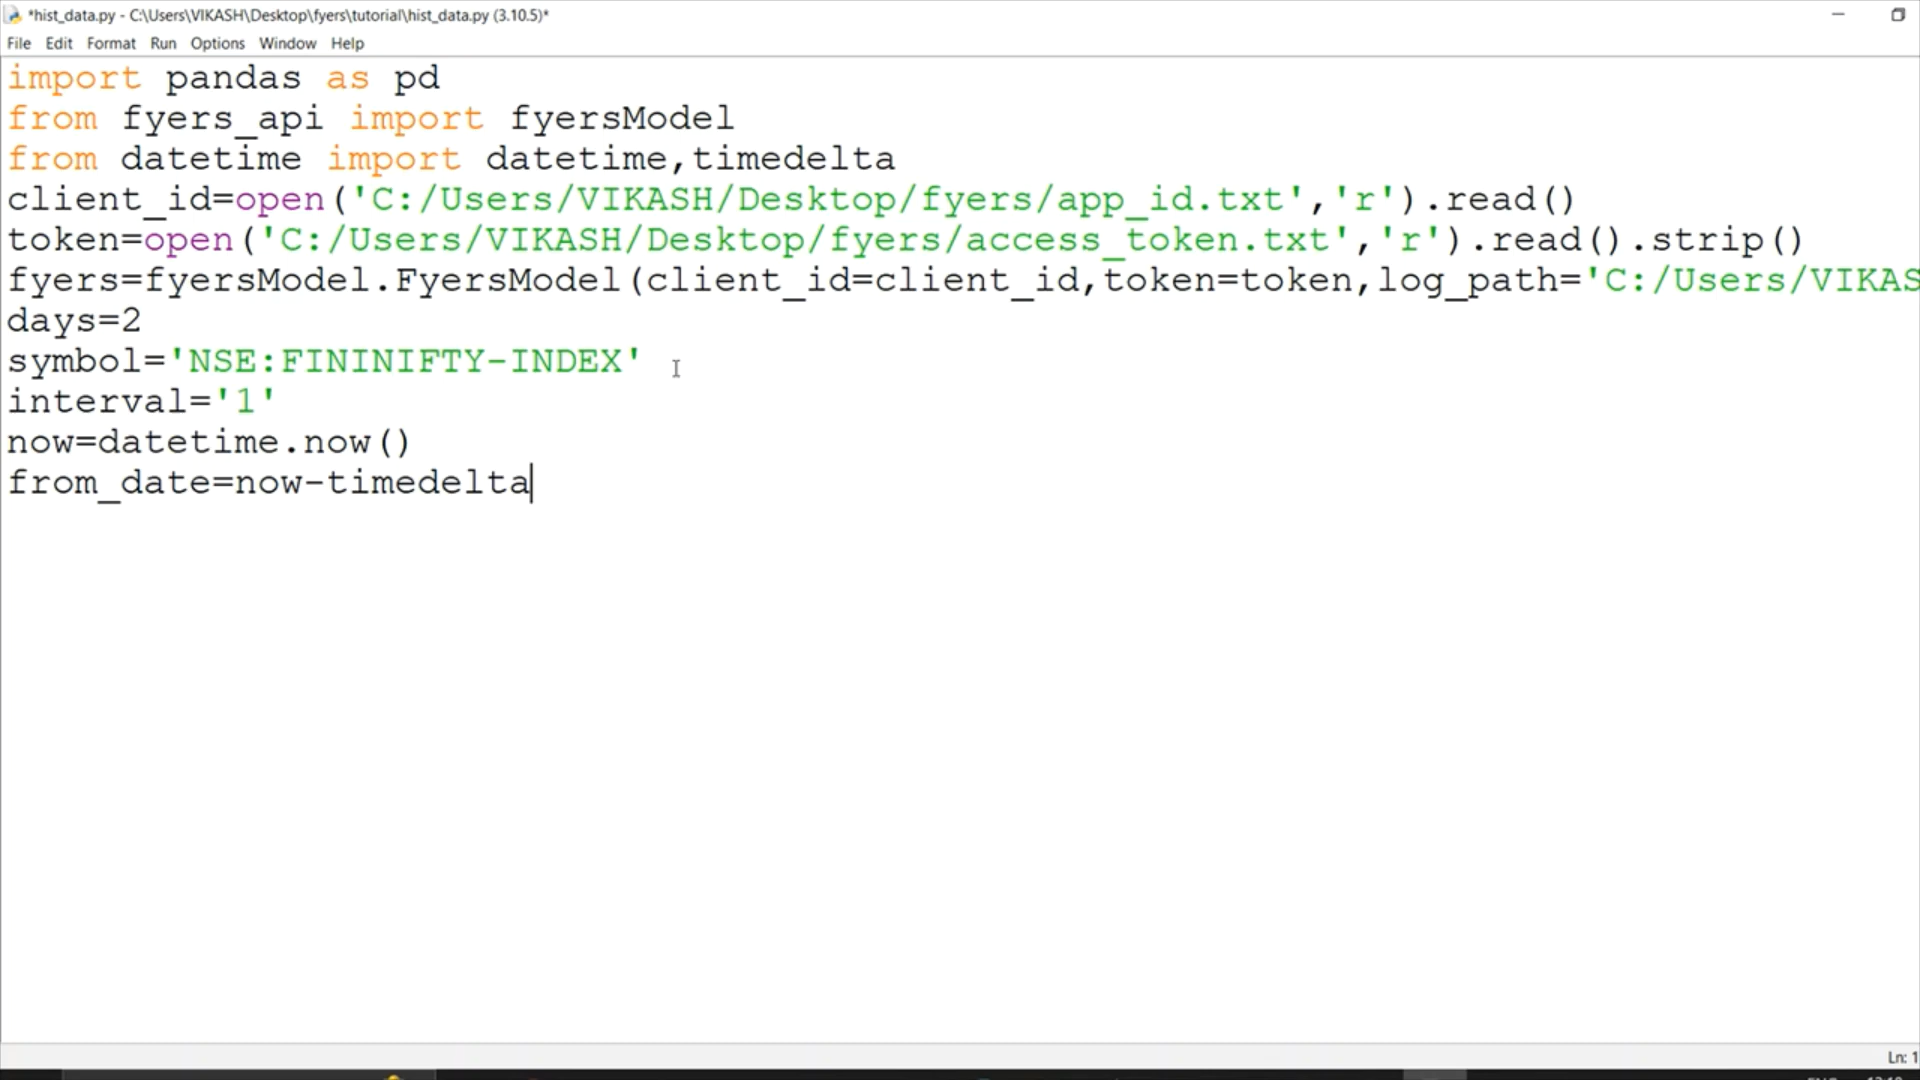 *hist_data.py - C:\Users\VIKASH\Desktop\fyers\tutorial\hist_data.py (3.10.5)*
File Edit Format Run Options Window Help
import pandas as pd
from fyers_api import fyersModel
from datetime import datetime,timedelta
client_id=open('C:/Users/VIKASH/Desktop/fyers/app_id.txt','r').read()
token=open('C:/Users/VIKASH/Desktop/fyers/access_token.txt','r').read().strip()
fyers=fyersModel.FyersModel(client_id=client_id,token=token,log_path='C:/Users/VIKAS
days=2
symbol='NSE:FININIFTY-INDEX'
interval='1'
now=datetime.now()
from_date=now-timedelta
Ln: 1